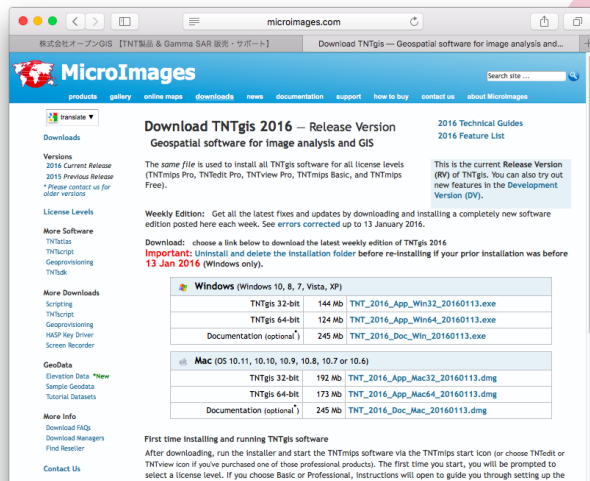 microimages.com
株式会社オープンGIS 【TNT製品 & Gamma SAR 販売・サポート】
Download TNTgis — Geospatial software for image analysis and...
MicroImages
Search site ...
products gallery online maps downloads news documentation support how to buy contact us about MicroImages
translate ▼
Downloads
Versions
2016 Current Release
2015 Previous Release
* Please contact us for
older versions
License Levels
More Software
TNTatlas
TNTscript
Geoprovisioning
TNTsdk
More Downloads
Scripting
TNTscript
Geoprovisioning
HASP Key Driver
Screen Recorder
GeoData
Elevation Data *New
Sample Geodata
Tutorial Datasets
More Info
Download FAQs
Download Managers
Find Reseller
Contact Us
Download TNTgis 2016 — Release Version
Geospatial software for image analysis and GIS
2016 Technical Guides
2016 Feature List
The same file is used to install all TNTgis software for all license levels
(TNTmips Pro, TNTedit Pro, TNTview Pro, TNTmips Basic, and TNTmips
Free).
This is the current Release Version
(RV) of TNTgis. You can also try out
new features in the Development
Version (DV).
Weekly Edition: Get all the latest fixes and updates by downloading and installing a completely new software
edition posted here each week. See errors corrected up to 13 January 2016.
Download: choose a link below to download the latest weekly edition of TNTgis 2016
Important: Uninstall and delete the installation folder before re-installing if your prior installation was before
13 Jan 2016 (Windows only).
Windows (Windows 10, 8, 7, Vista, XP)
TNTgis 32-bit 144 Mb TNT_2016_App_Win32_20160113.exe
TNTgis 64-bit 124 Mb TNT_2016_App_Win64_20160113.exe
Documentation (optional*) 245 Mb TNT_2016_Doc_Win_20160113.exe
Mac (OS 10.11, 10.10, 10.9, 10.8, 10.7 or 10.6)
TNTgis 32-bit 192 Mb TNT_2016_App_Mac32_20160113.dmg
TNTgis 64-bit 173 Mb TNT_2016_App_Mac64_20160113.dmg
Documentation (optional*) 245 Mb TNT_2016_Doc_Mac_20160113.dmg
First time installing and running TNTgis software
After downloading, run the installer and start the TNTmips software via the TNTmips start icon (or choose TNTedit or
TNTview icon if you've purchased one of those professional products). The first time you start, you will be prompted to
select a license level. If you choose Basic or Professional, instructions will open to guide you through setting up the